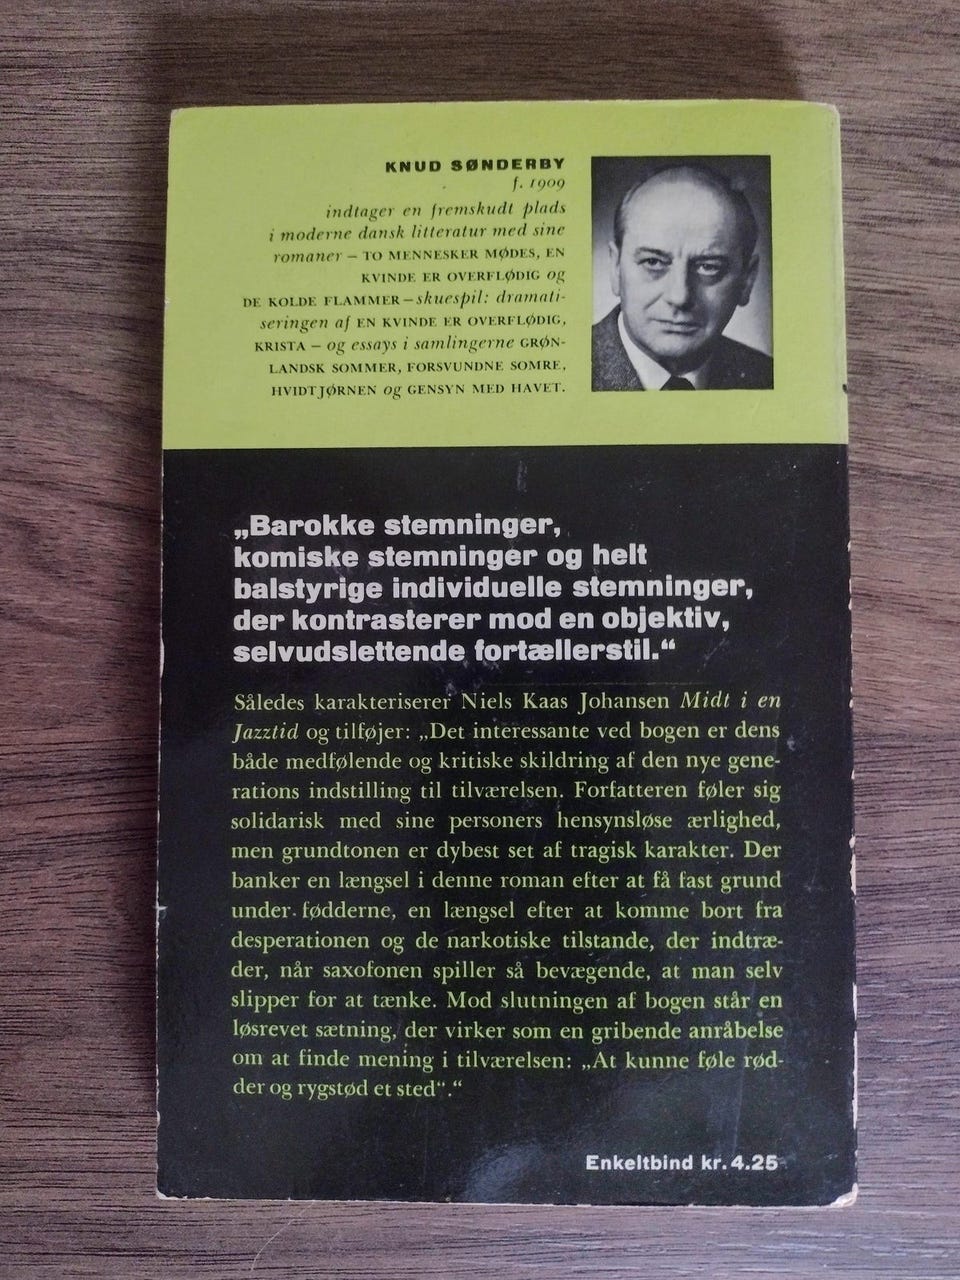 KNUD SØNDERBY
f. 1909
indtager en fremskudt plads
i moderne dansk litteratur med sine
romaner – TO MENNESKER MØDES, EN
KVINDE ER OVERFLØDIG og
DE KOLDE FLAMMER – skuespil: dramati-
seringen af EN KVINDE ER OVERFLØDIG,
KRISTA – og essays i samlingerne GRØN-
LANDSK SOMMER, FORSVUNDNE SOMRE,
HVIDTJØRNEN og GENSYN MED HAVET.
„Barokke stemninger,
komiske stemninger og helt
balstyrige individuelle stemninger,
der kontrasterer mod en objektiv,
selvudslettende fortællerstil.“
Således karakteriserer Niels Kaas Johansen Midt i en
Jazztid og tilføjer: „Det interessante ved bogen er dens
både medfølende og kritiske skildring af den nye gene-
rations indstilling til tilværelsen. Forfatteren føler sig
solidarisk med sine personers hensynsløse ærlighed,
men grundtonen er dybest set af tragisk karakter. Der
banker en længsel i denne roman efter at få fast grund
under fødderne, en længsel efter at komme bort fra
desperationen og de narkotiske tilstande, der indtræ-
der, når saxofonen spiller så bevægende, at man selv
slipper for at tænke. Mod slutningen af bogen står en
løsrevet sætning, der virker som en gribende anråbelse
om at finde mening i tilværelsen: „At kunne føle rød-
der og rygstød et sted“.“
Enkeltbind kr. 4.25